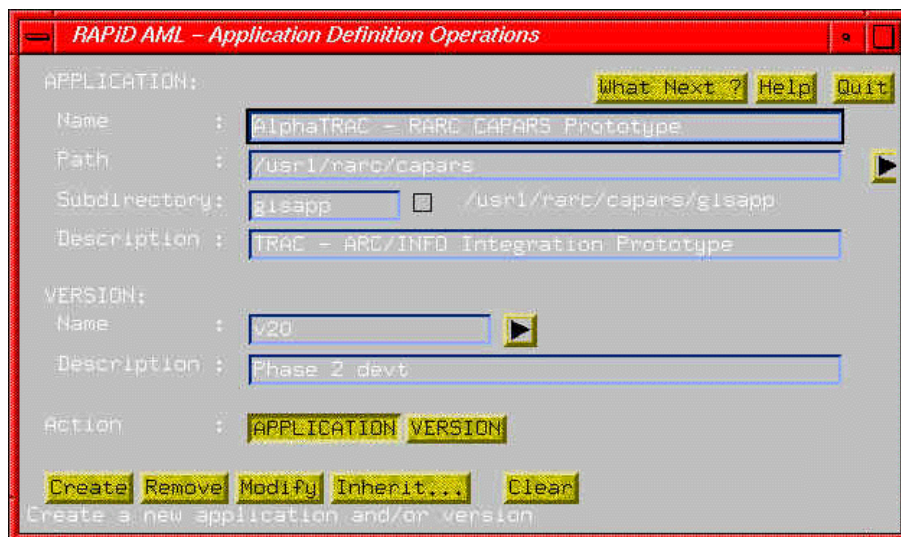 RAPiD AML – Application Definition Operations
APPLICATION:
What Next ? Help Quit
Name : AlphaTRAC - RARC CAPARS Prototype
Path : /usr1/rarc/capars
Subdirectory: gisapp /usr1/rarc/capars/gisapp
Description : TRAC - ARC/INFO Integration Prototype
VERSION:
Name : v20
Description : Phase 2 devt
Action : APPLICATION VERSION
Create Remove Modify Inherit... Clear
Create a new application and/or version